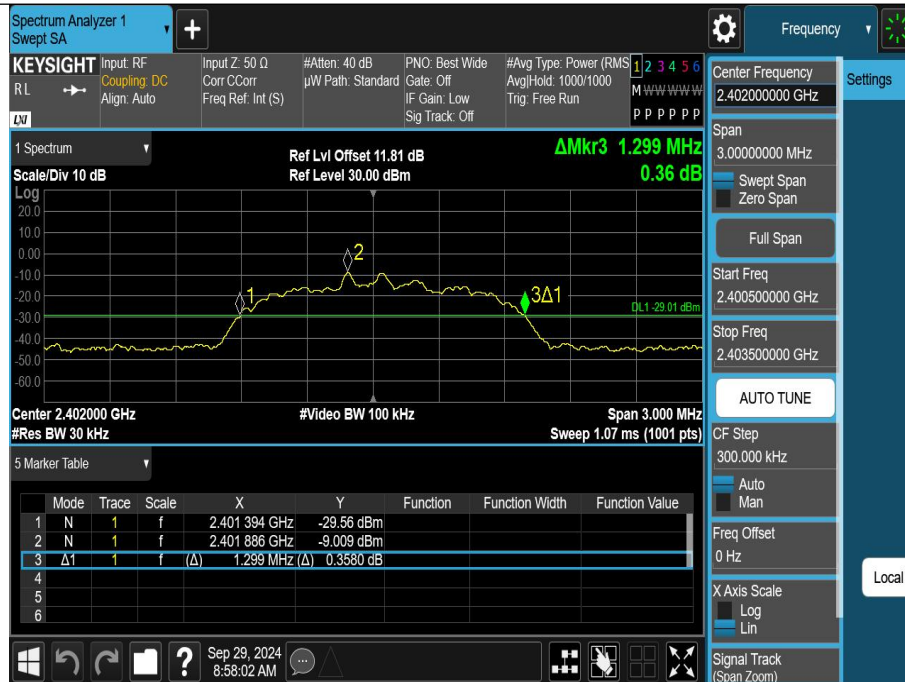 Spectrum Analyzer 1
Swept SA
Frequency
KEYSIGHT
RL
LXI
Input: RF
Coupling: DC
Align: Auto
Input Z: 50 Ω
Corr CCorr
Freq Ref: Int (S)
#Atten: 40 dB
µW Path: Standard
PNO: Best Wide
Gate: Off
IF Gain: Low
Sig Track: Off
#Avg Type: Power (RMS
Avg|Hold: 1000/1000
Trig: Free Run
1 2 3 4 5 6
M W W W W W
P P P P P P
1 Spectrum
Scale/Div 10 dB
Ref Lvl Offset 11.81 dB
Ref Level 30.00 dBm
ΔMkr3 1.299 MHz
0.36 dB
Log
20.0
10.0
0.00
-10.0
-20.0
-30.0
-40.0
-50.0
-60.0
1
2
3Δ1
DL1 -29.01 dBm
Center 2.402000 GHz
#Video BW 100 kHz
Span 3.000 MHz
#Res BW 30 kHz
Sweep 1.07 ms (1001 pts)
5 Marker Table
Mode Trace Scale X Y Function Function Width Function Value
1 N 1 f 2.401 394 GHz -29.56 dBm
2 N 1 f 2.401 886 GHz -9.009 dBm
3 Δ1 1 f (Δ) 1.299 MHz (Δ) 0.3580 dB
4
5
6
Sep 29, 2024
8:58:02 AM
Center Frequency
2.402000000 GHz
Settings
Span
3.00000000 MHz
Swept Span
Zero Span
Full Span
Start Freq
2.400500000 GHz
Stop Freq
2.403500000 GHz
AUTO TUNE
CF Step
300.000 kHz
Auto
Man
Freq Offset
0 Hz
Local
X Axis Scale
Log
Lin
Signal Track
(Span Zoom)